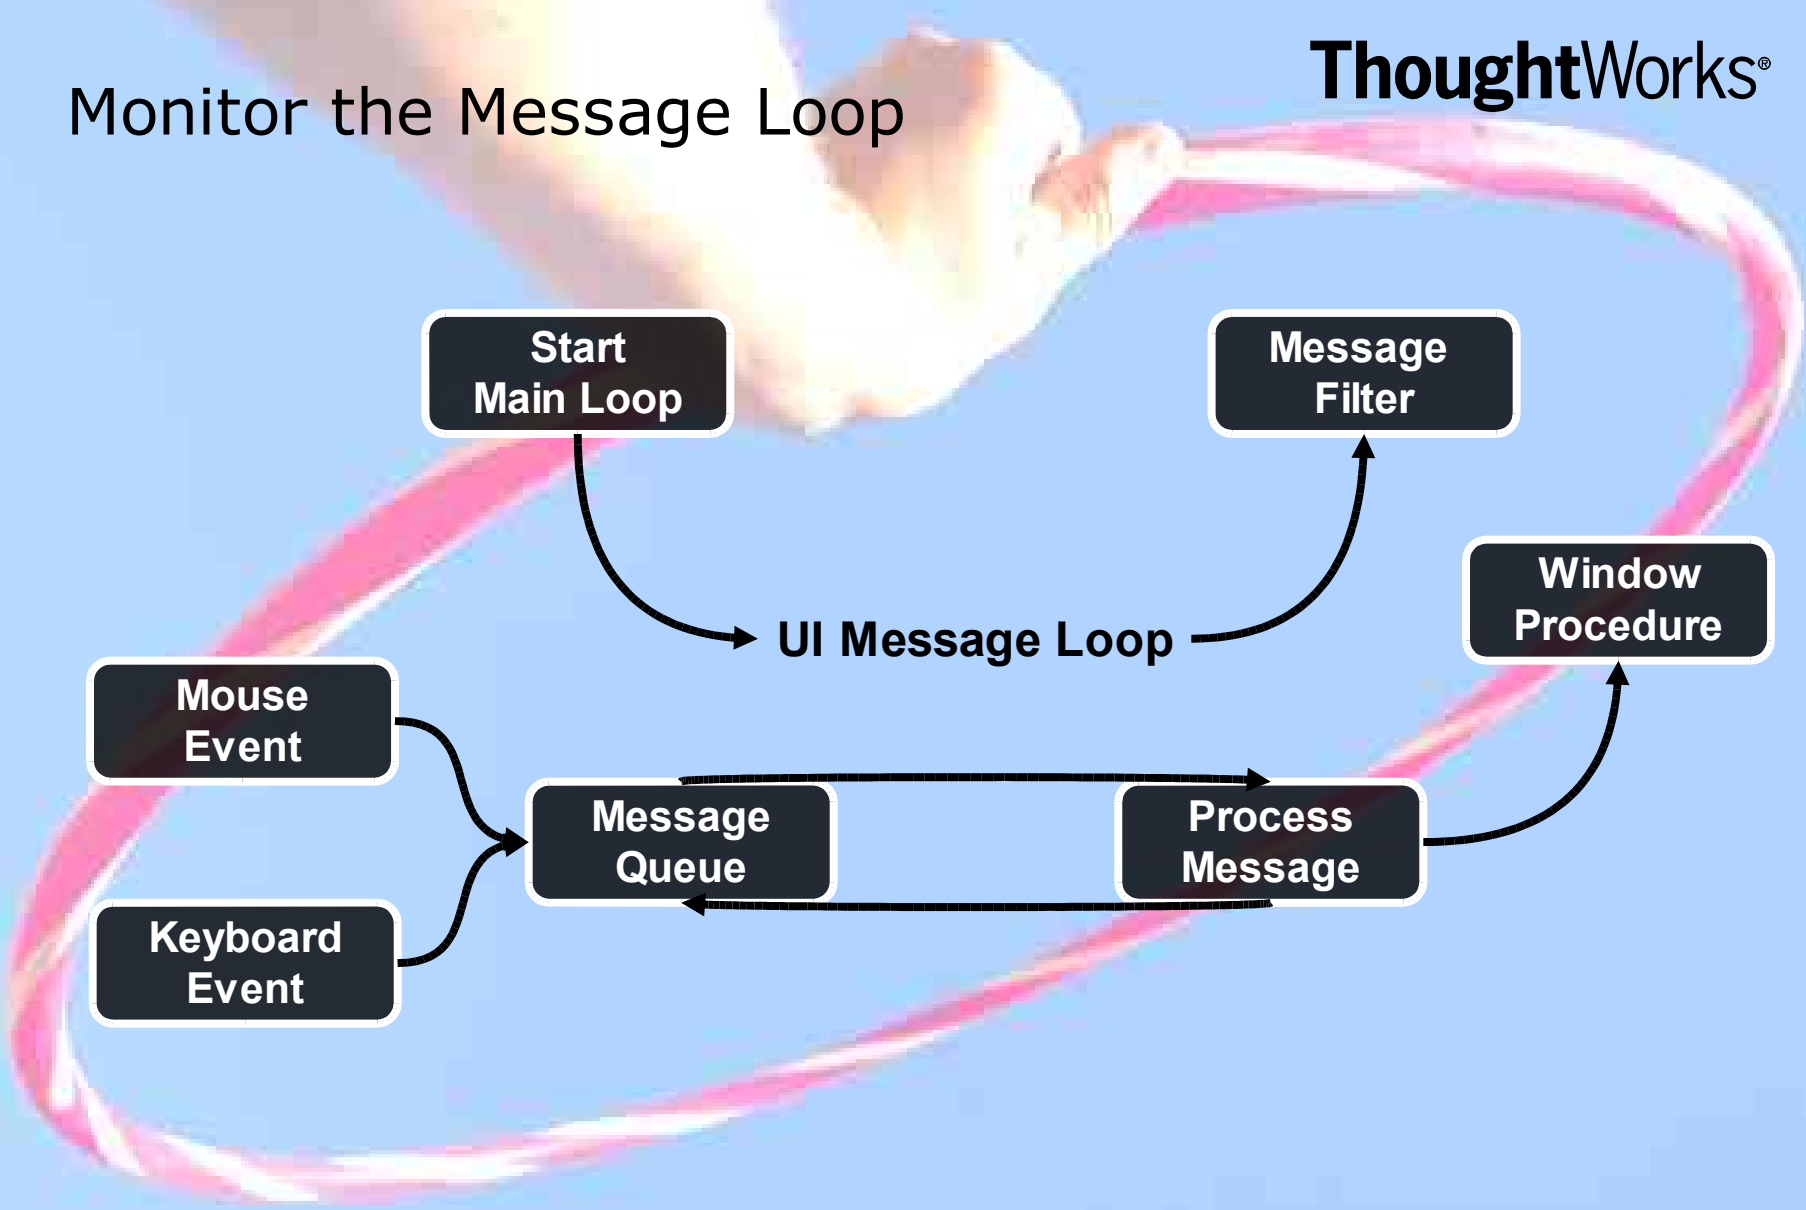 Monitor the Message Loop
ThoughtWorks®
Start
Main Loop
Message
Filter
UI Message Loop
Window
Procedure
Mouse
Event
Message
Queue
Process
Message
Keyboard
Event